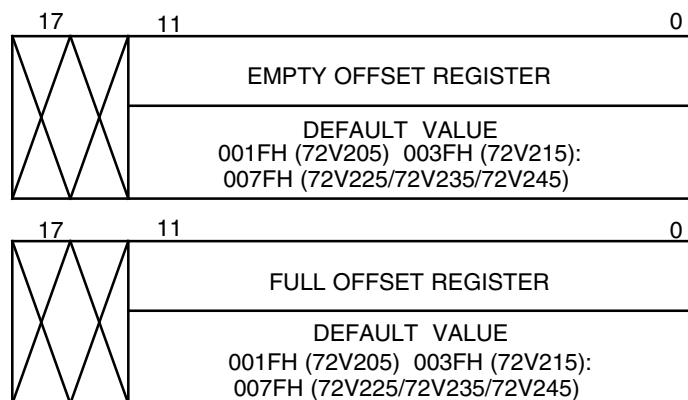 17 11 0
EMPTY OFFSET REGISTER
DEFAULT VALUE
001FH (72V205) 003FH (72V215):
007FH (72V225/72V235/72V245)
17 11 0
FULL OFFSET REGISTER
DEFAULT VALUE
001FH (72V205) 003FH (72V215):
007FH (72V225/72V235/72V245)